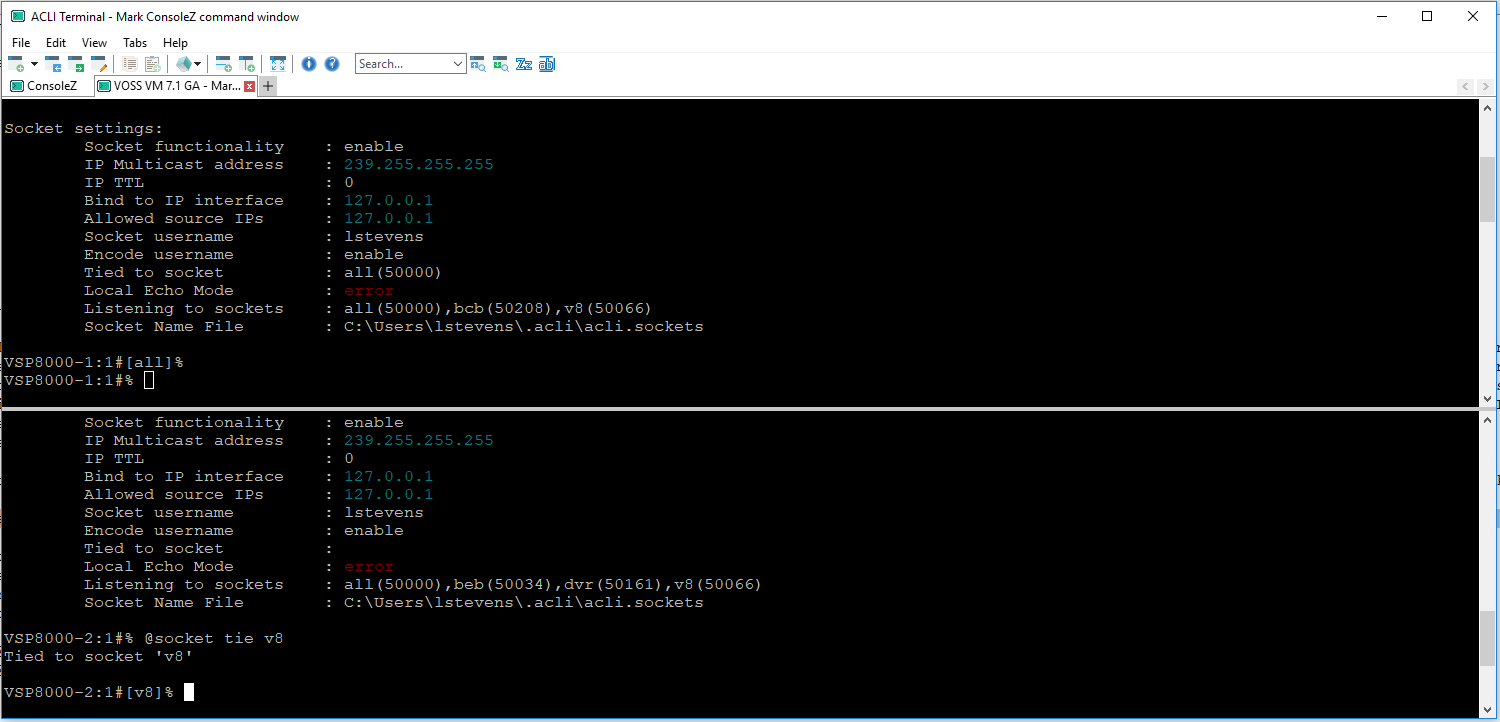 ACLI Terminal - Mark ConsoleZ command window
File Edit View Tabs Help
Search...
ConsoleZ VOSS VM 7.1 GA - Mar...
Socket settings:
Socket functionality : enable
IP Multicast address : 239.255.255.255
IP TTL : 0
Bind to IP interface : 127.0.0.1
Allowed source IPs : 127.0.0.1
Socket username : lstevens
Encode username : enable
Tied to socket : all(50000)
Local Echo Mode : error
Listening to sockets : all(50000),bcb(50208),v8(50066)
Socket Name File : C:\Users\lstevens\.acli\acli.sockets
VSP8000-1:1#[all]%
VSP8000-1:1#%
Socket functionality : enable
IP Multicast address : 239.255.255.255
IP TTL : 0
Bind to IP interface : 127.0.0.1
Allowed source IPs : 127.0.0.1
Socket username : lstevens
Encode username : enable
Tied to socket :
Local Echo Mode : error
Listening to sockets : all(50000),beb(50034),dvr(50161),v8(50066)
Socket Name File : C:\Users\lstevens\.acli\acli.sockets
VSP8000-2:1#% @socket tie v8
Tied to socket 'v8'
VSP8000-2:1#[v8]%